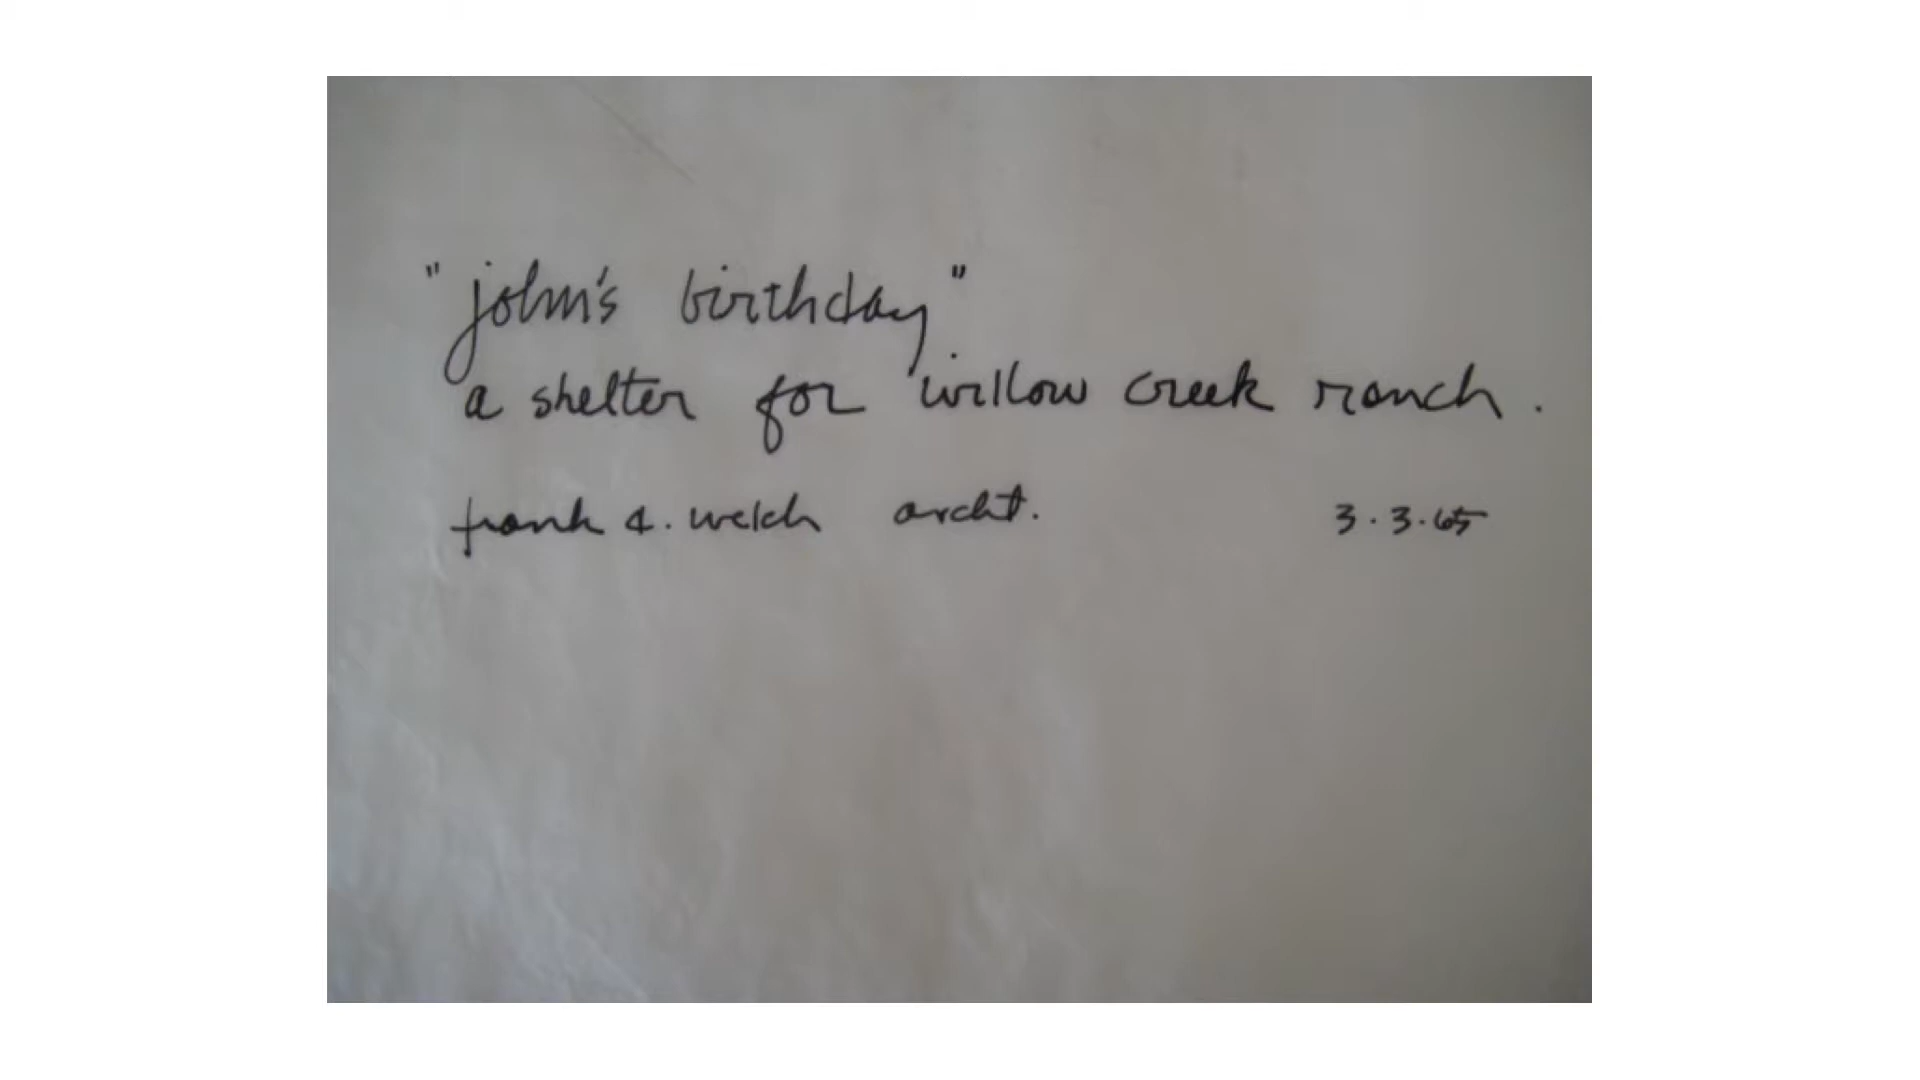 "john's birthday"
a shelter for willow creek ranch.
frank d. welch archt. 3.3.65